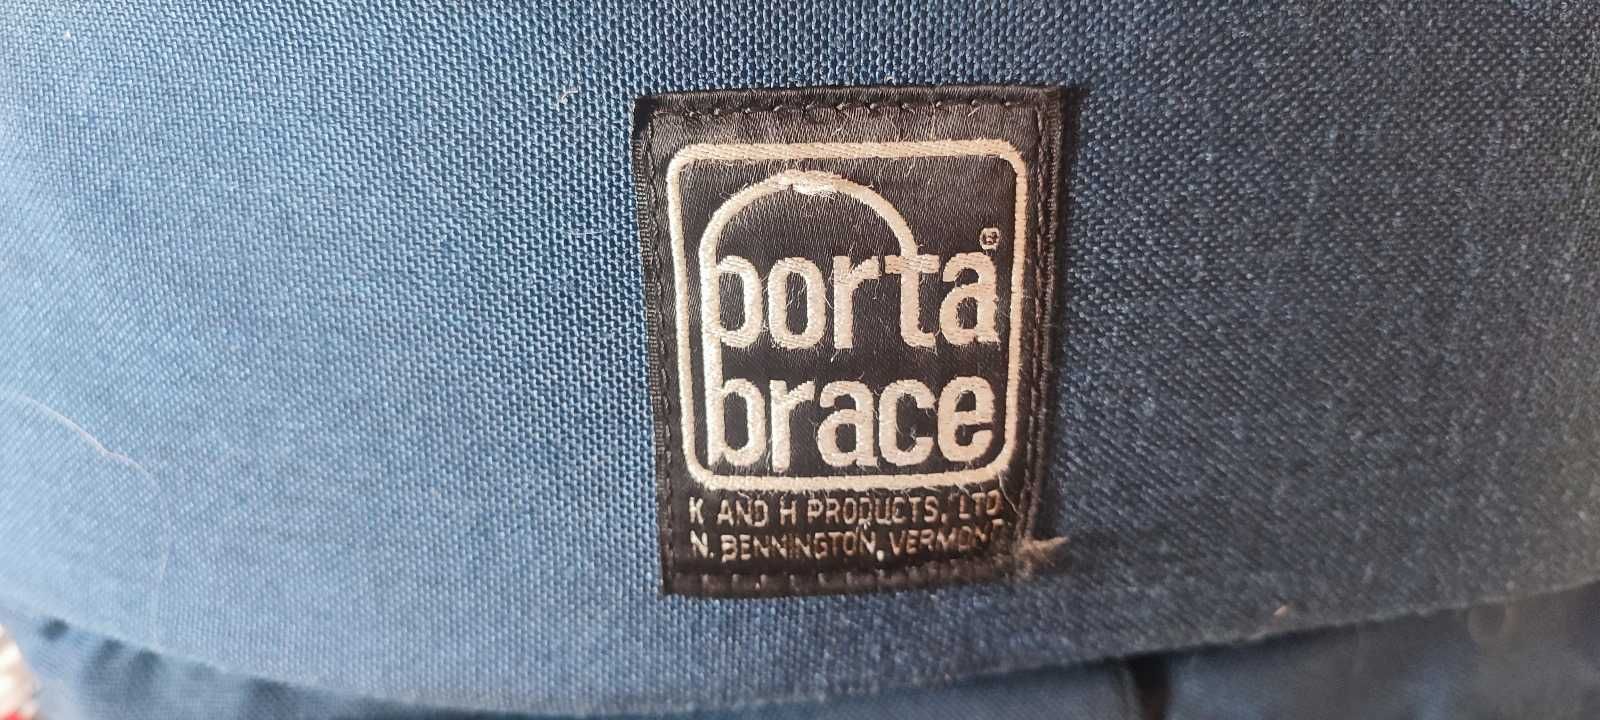 porta®
brace
K AND H PRODUCTS, LTD
N. BENNINGTON, VERMONT